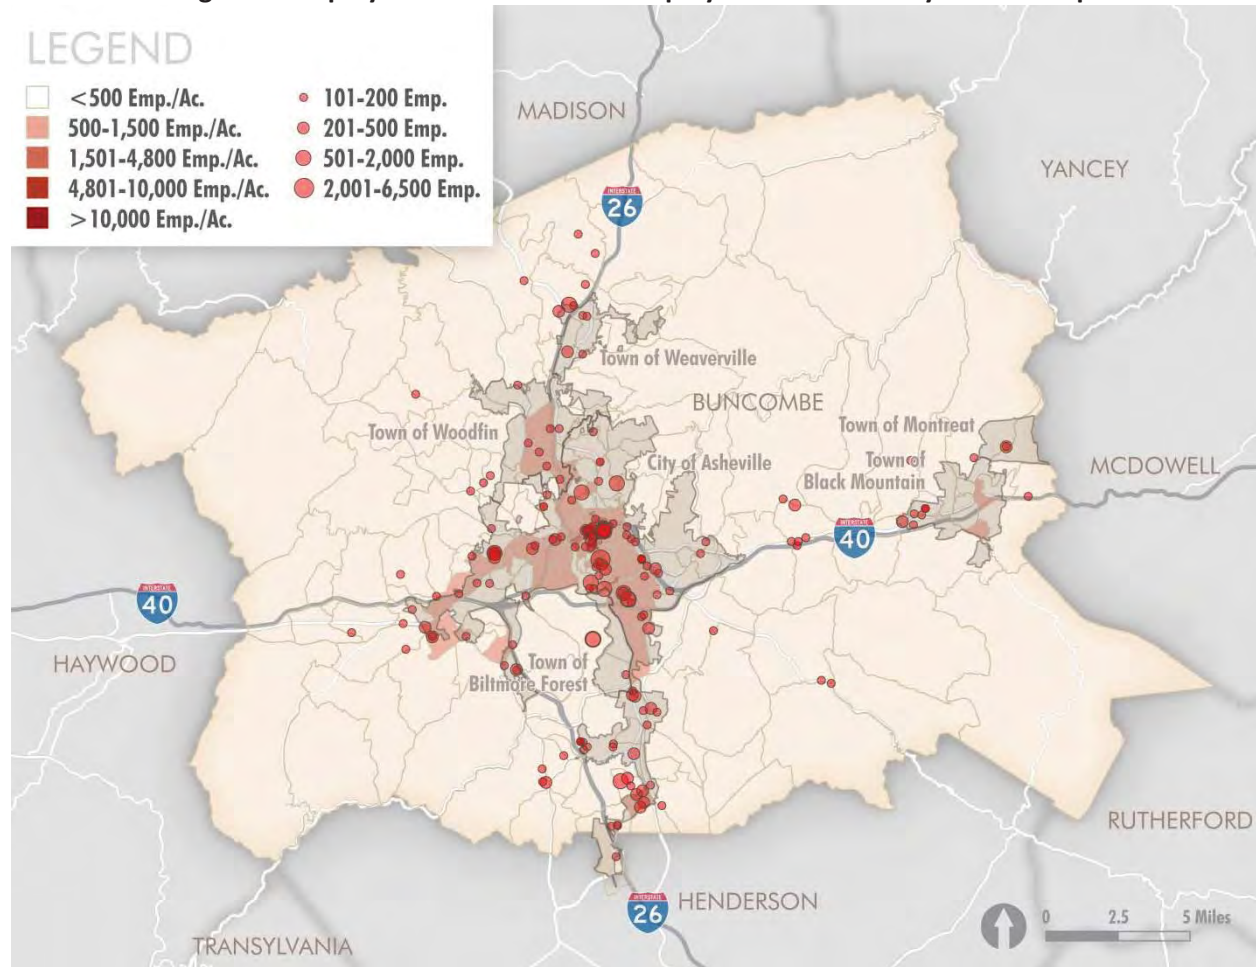 LEGEND
<500 Emp./Ac.
500-1,500 Emp./Ac.
1,501-4,800 Emp./Ac.
4,801-10,000 Emp./Ac.
>10,000 Emp./Ac.
101-200 Emp.
201-500 Emp.
501-2,000 Emp.
2,001-6,500 Emp.
MADISON
YANCEY
INTERSTATE
26
Town of Weaverville
BUNCOMBE
Town of Woodfin
City of Asheville
Town of Montreat
Town of
Black Mountain
MCDOWELL
INTERSTATE
40
INTERSTATE
40
HAYWOOD
Town of
Biltmore Forest
RUTHERFORD
INTERSTATE
26
HENDERSON
TRANSYLVANIA
0 2.5 5 Miles